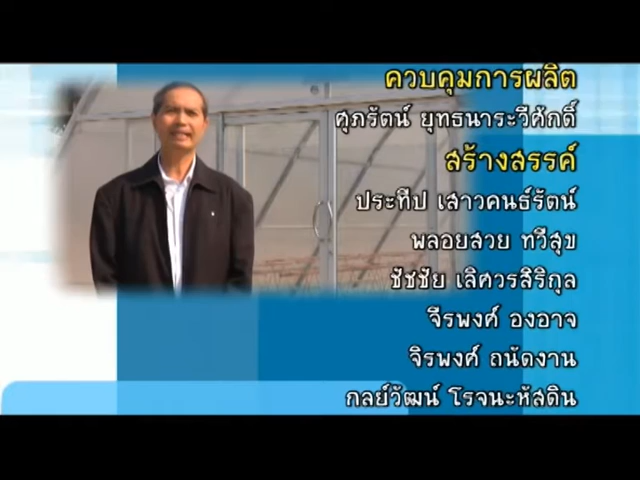 ควบคุมการผลิต
ศุภรัตน์ ยุทธนาระวีศักดิ์
สร้างสรรค์
ประทีป เสาวคนธ์รัตน์
พลอยสวย ทวีสุข
ชัชชัย เลิศวรสิริกุล
จีรพงศ์ องอาจ
จิรพงศ์ ถนัดงาน
กลย์วัฒน์ โรจนะหัสดิน